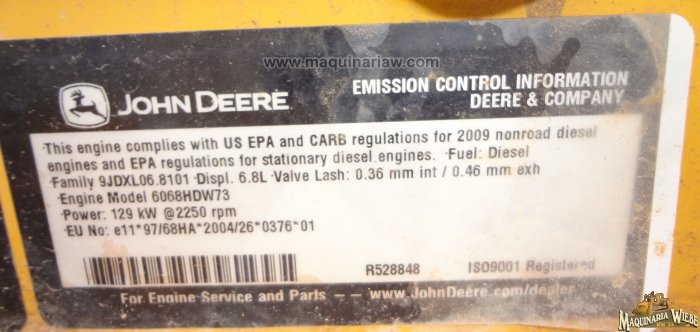 www.maquinariaw.com
JOHN DEERE
EMISSION CONTROL INFORMATION
DEERE & COMPANY
This engine complies with US EPA and CARB regulations for 2009 nonroad diesel
engines and EPA regulations for stationary diesel engines. Fuel: Diesel
Family 9JDXL06.8101 Displ. 6.8L Valve Lash: 0.36 mm int / 0.46 mm exh
Engine Model 6068HDW73
Power: 129 kW @2250 rpm
EU No: e11*97/68HA*2004/26*0376*01
R528848 ISO9001 Registered
For Engine Service and Parts -- www.JohnDeere.com/dealer
MAQUINARIA WIEBE